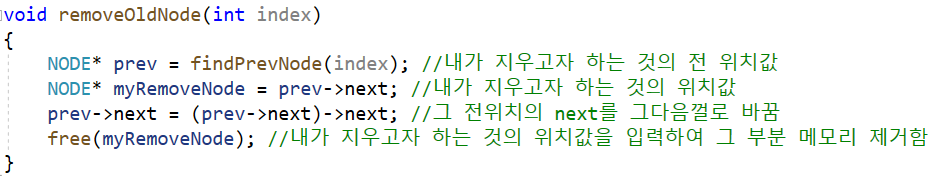 void removeOldNode(int index)
{
NODE* prev = findPrevNode(index); //내가 지우고자 하는 것의 전 위치값
NODE* myRemoveNode = prev->next; //내가 지우고자 하는 것의 위치값
prev->next = (prev->next)->next; //그 전위치의 next를 그다음껄로 바꿈
free(myRemoveNode); //내가 지우고자 하는 것의 위치값을 입력하여 그 부분 메모리 제거함
}